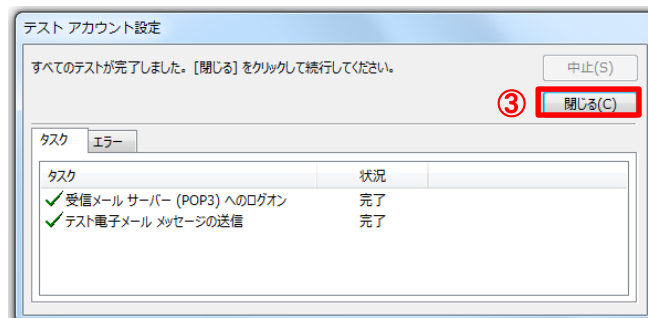 テスト アカウント設定
すべてのテストが完了しました。[閉じる] をクリックして続行してください。
中止(S)
③ 閉じる(C)
タスク エラー
タスク 状況
受信メール サーバー (POP3) へのログオン 完了
テスト電子メール メッセージの送信 完了